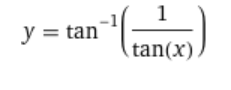 y = tan⁻¹(1/tan(x))